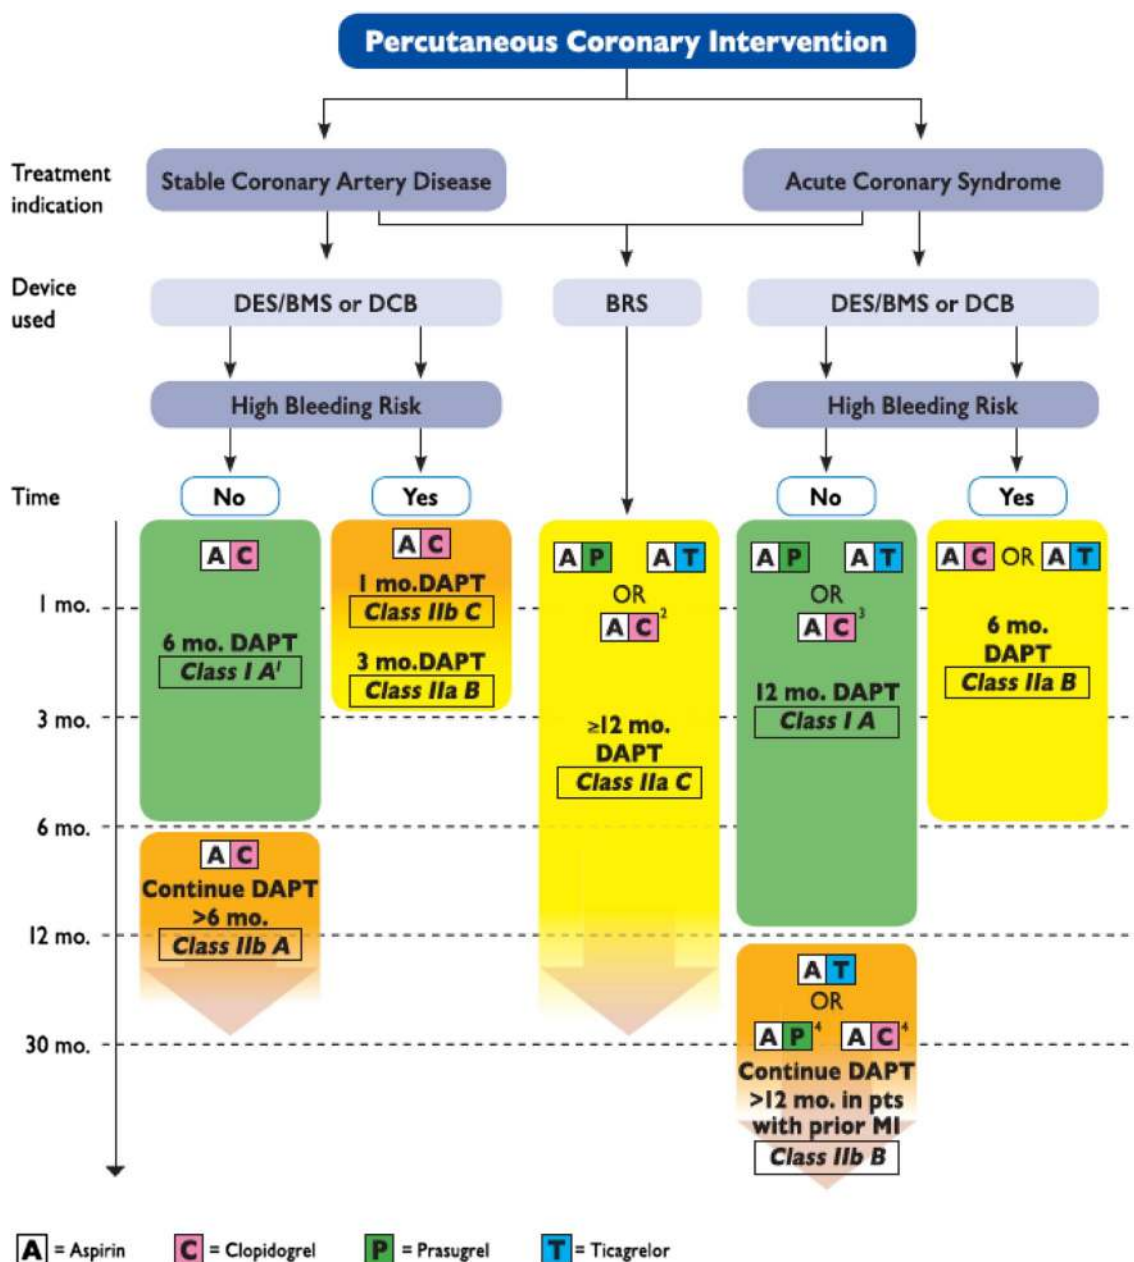 Percutaneous Coronary Intervention
Treatment indication
Stable Coronary Artery Disease
Acute Coronary Syndrome
Device used
DES/BMS or DCB
BRS
DES/BMS or DCB
High Bleeding Risk
High Bleeding Risk
Time
No
Yes
No
Yes
A C
6 mo. DAPT
Class I A¹
A C
1 mo.DAPT
Class IIb C
3 mo.DAPT
Class IIa B
A P A T
OR
A C²
≥12 mo.
DAPT
Class IIa C
A P A T
OR
A C³
12 mo. DAPT
Class I A
A C OR A T
6 mo.
DAPT
Class IIa B
1 mo.
3 mo.
6 mo.
12 mo.
30 mo.
A C
Continue DAPT
>6 mo.
Class IIb A
A T
OR
A P⁴ A C⁴
Continue DAPT
>12 mo. in pts
with prior MI
Class IIb B
A = Aspirin
C = Clopidogrel
P = Prasugrel
T = Ticagrelor